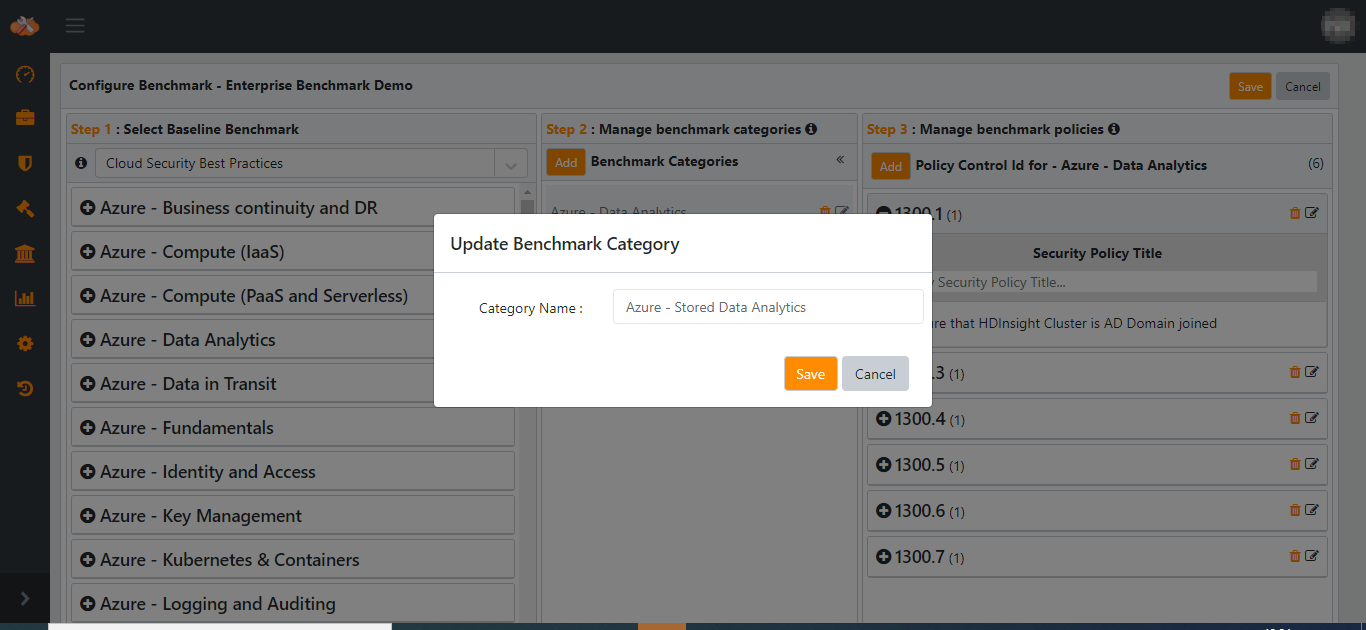 Configure Benchmark - Enterprise Benchmark Demo
Save
Cancel
Step 1 : Select Baseline Benchmark
Cloud Security Best Practices
Azure - Business continuity and DR
Azure - Compute (IaaS)
Azure - Compute (PaaS and Serverless)
Azure - Data Analytics
Azure - Data in Transit
Azure - Fundamentals
Azure - Identity and Access
Azure - Key Management
Azure - Kubernetes & Containers
Azure - Logging and Auditing
Step 2 : Manage benchmark categories
Add Benchmark Categories «
Azure - Data Analytics
Step 3 : Manage benchmark policies
Add Policy Control Id for - Azure - Data Analytics (6)
1300.1 (1)
Security Policy Title
Security Policy Title...
that HDInsight Cluster is AD Domain joined
.3 (1)
1300.4 (1)
1300.5 (1)
1300.6 (1)
1300.7 (1)
Update Benchmark Category
Category Name :
Azure - Stored Data Analytics
Save
Cancel